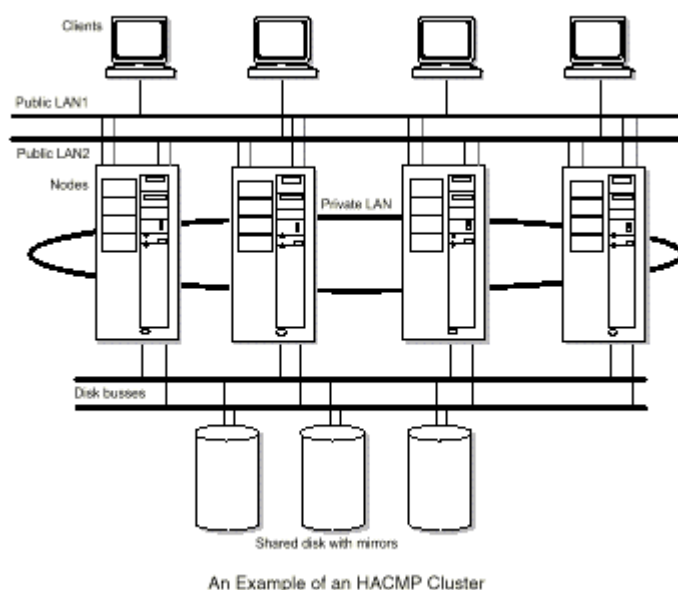 Clients
Public LAN1
Public LAN2
Nodes
Private LAN
Disk busses
Shared disk with mirrors
An Example of an HACMP Cluster